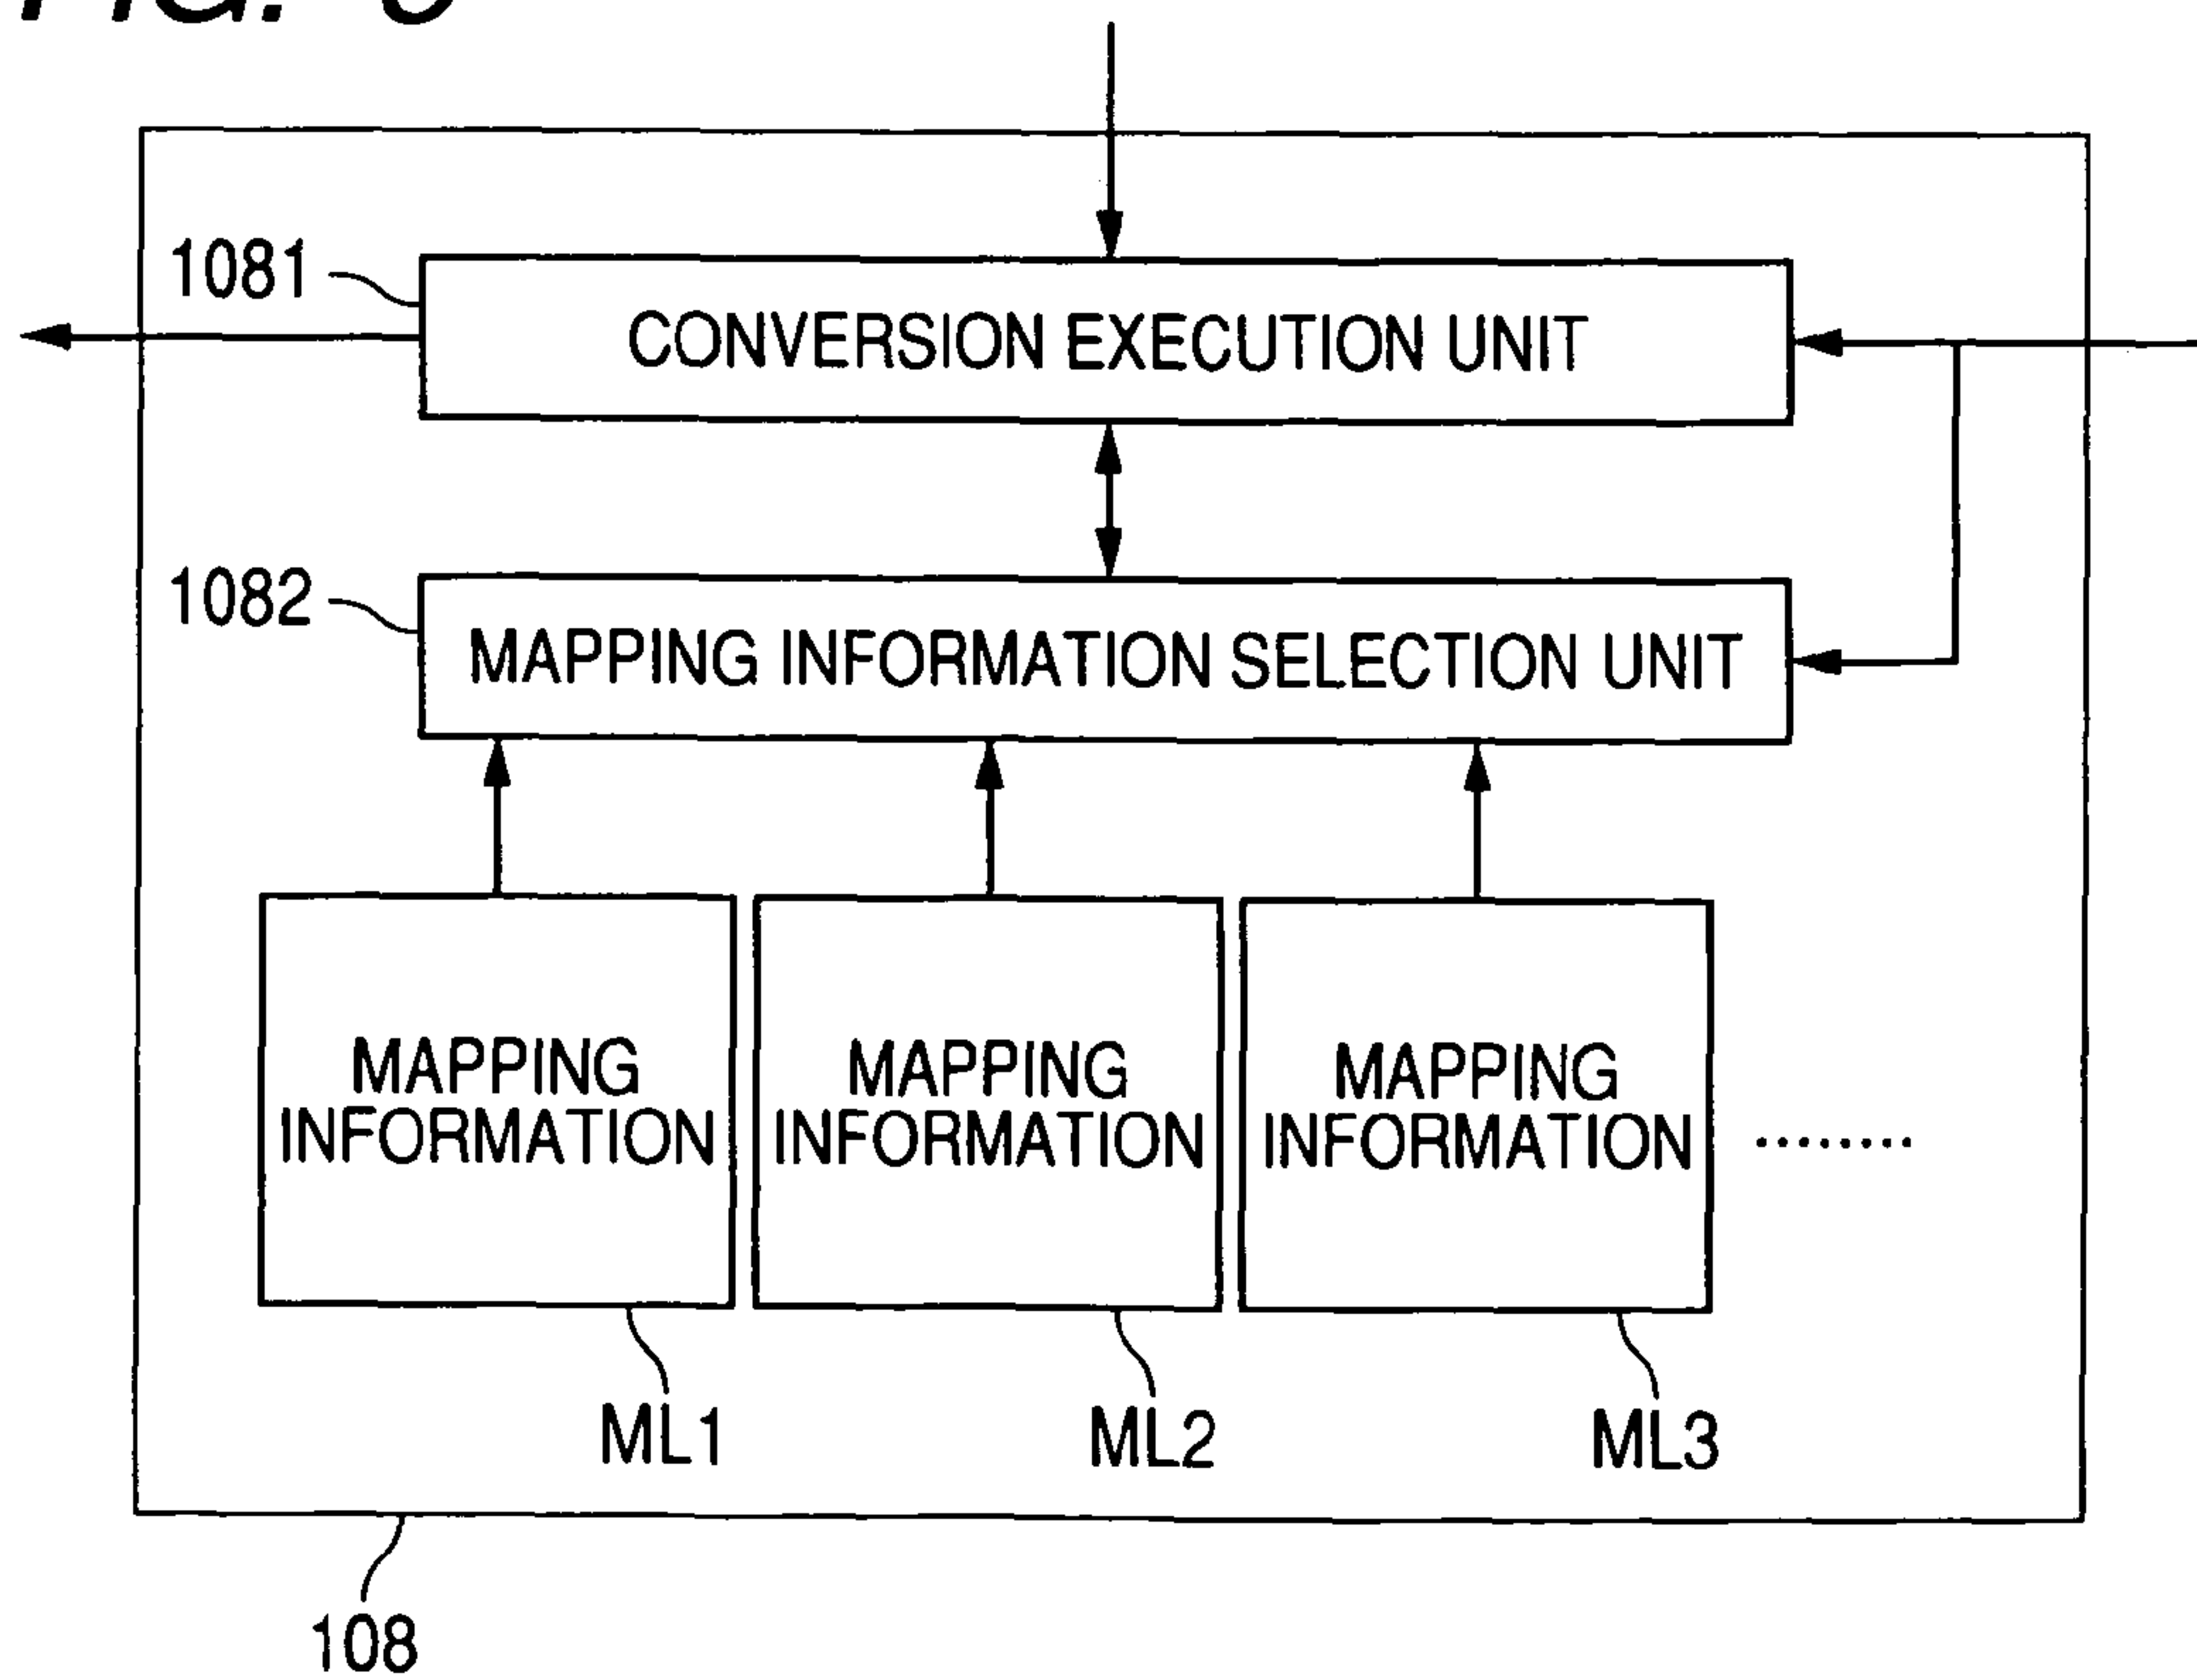 FIG.
1081
CONVERSION EXECUTION UNIT
1082
MAPPING INFORMATION SELECTION UNIT
MAPPING
INFORMATION
MAPPING
INFORMATION
MAPPING
INFORMATION
........
ML1
ML2
ML3
108